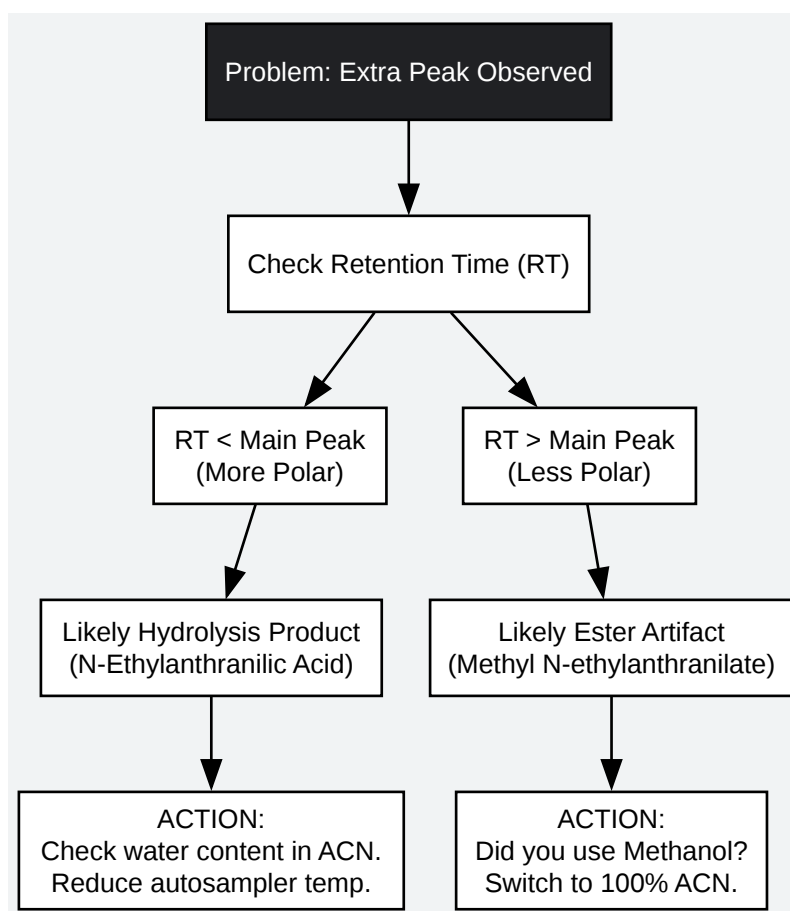 Problem: Extra Peak Observed
Check Retention Time (RT)
RT < Main Peak
(More Polar)
RT > Main Peak
(Less Polar)
Likely Hydrolysis Product
(N-Ethylanthranilic Acid)
Likely Ester Artifact
(Methyl N-ethylanthranilate)
ACTION:
Check water content in ACN.
Reduce autosampler temp.
ACTION:
Did you use Methanol?
Switch to 100% ACN.